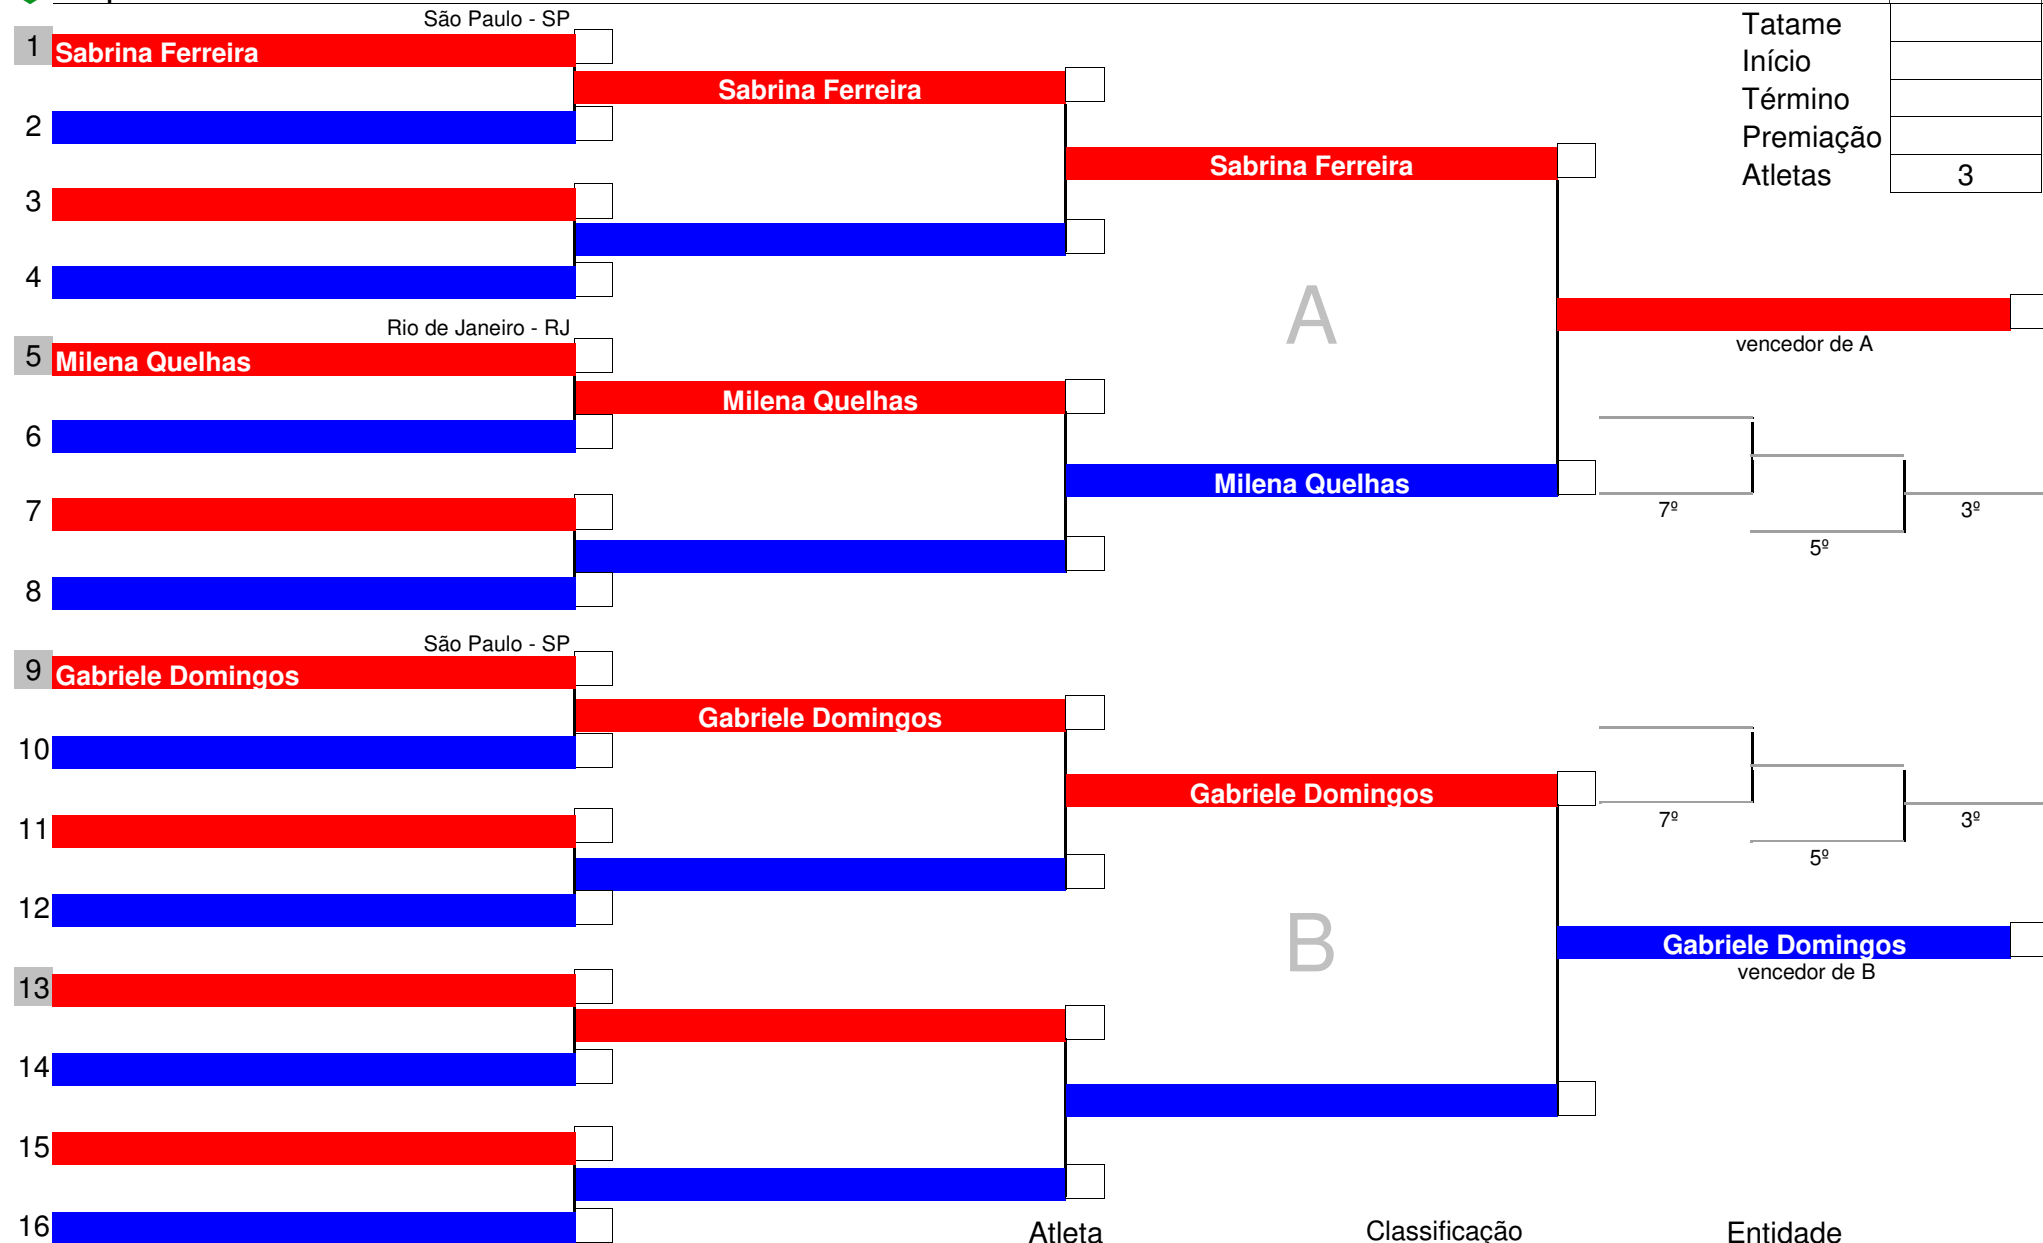 São Paulo - SP
1 Sabrina Ferreira
Sabrina Ferreira
2
Sabrina Ferreira
3
4
Tatame
Início
Término
Premiação
Atletas 3
A
vencedor de A
Rio de Janeiro - RJ
5 Milena Quelhas
Milena Quelhas
6
Milena Quelhas
7
8
7º
3º
5º
São Paulo - SP
9 Gabriele Domingos
Gabriele Domingos
10
Gabriele Domingos
11
12
7º
3º
5º
B
Gabriele Domingos
vencedor de B
13
14
15
16
Atleta Classificação Entidade